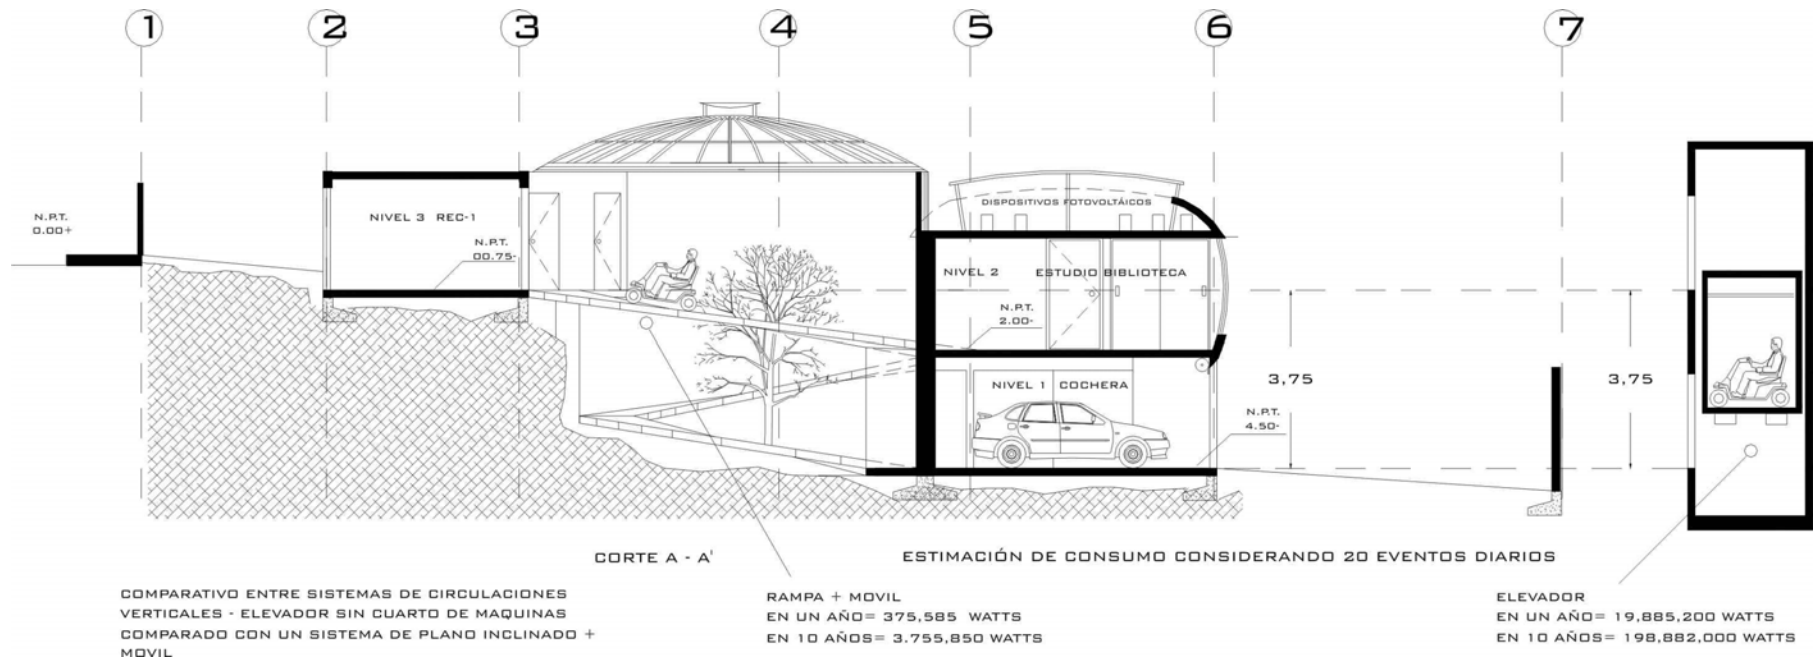 1 2 3 4 5 6 7
N.P.T.
0.00+
NIVEL 3 REC-1
N.P.T.
00.75-
DISPOSITIVOS FOTOVOLTÁICOS
NIVEL 2 ESTUDIO BIBLIOTECA
N.P.T.
2.00-
NIVEL 1 COCHERA
N.P.T.
4.50-
3,75
3,75
CORTE A - A'
ESTIMACIÓN DE CONSUMO CONSIDERANDO 20 EVENTOS DIARIOS
COMPARATIVO ENTRE SISTEMAS DE CIRCULACIONES
VERTICALES - ELEVADOR SIN CUARTO DE MAQUINAS
COMPARADO CON UN SISTEMA DE PLANO INCLINADO +
MOVIL
RAMPA + MOVIL
EN UN AÑO= 375,585 WATTS
EN 10 AÑOS= 3.755,850 WATTS
ELEVADOR
EN UN AÑO= 19,885,200 WATTS
EN 10 AÑOS= 198,882,000 WATTS